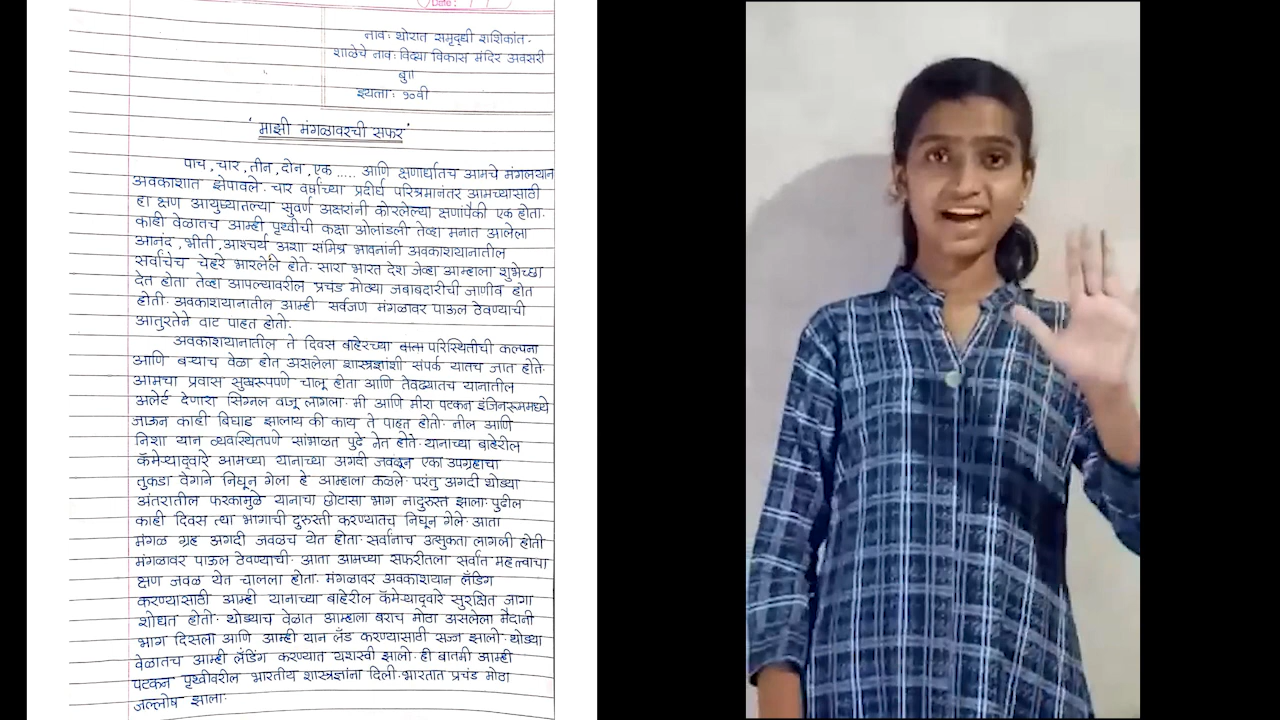 Date:
नाव: थोरात समृद्धी शशिकांत.
शाळेचे नाव: विद्या विकास मंदिर अवसरी
बु॥
इयत्ता: १०वी
'माझी मंगळावरची सफर'
पाच, चार, तीन, दोन, एक ..... आणि क्षणार्धातच आमचे मंगलयान
अवकाशात झेपावले. चार वर्षाच्या प्रदीर्घ परिश्रमानंतर आमच्यासाठी
हा क्षण आयुष्यातल्या सुवर्ण अक्षरांनी कोरलेल्या क्षणांपैकी एक होता.
काही वेळातच आम्ही पृथ्वीची कक्षा ओलांडली तेव्हा मनात आलेला
आनंद, भीती, आश्चर्य अशा संमिश्र भावनांनी अवकाशयानातील
सर्वांचेच चेहरे भारलेले होते. सारा भारत देश जेव्हा आम्हाला शुभेच्छा
देत होता तेव्हा आपल्यावरील प्रचंड मोठ्या जबाबदारीची जाणीव होत
होती. अवकाशयानातील आम्ही सर्वजण मंगळावर पाऊल ठेवण्याची
आतुरतेने वाट पाहत होतो.
अवकाशयानातील ते दिवस बाहेरच्या बाह्य परिस्थितीची कल्पना
आणि बऱ्याच वेळा होत असलेला शास्त्रज्ञांशी संपर्क यातच जात होते.
आमचा प्रवास सुखरूपपणे चालू होता आणि तेवढ्यातच यानातील
अलर्ट देणारा सिग्नल वाजू लागला. मी आणि मीरा पटकन इंजिनरूममध्ये
जाऊन काही बिघाड झालाय की काय ते पाहत होतो. नील आणि
निशा यान व्यवस्थितपणे सांभाळत पुढे नेत होते. यानाच्या बाहेरील
कॅमेऱ्याद्वारे आमच्या यानाच्या अगदी जवळून एका उपग्रहाचा
तुकडा वेगाने निघून गेला हे आम्हाला कळले. परंतु अगदी थोड्या
अंतरातील फरकामुळे यानाचा छोटासा भाग नादुरुस्त झाला. पुढील
काही दिवस त्या भागाची दुरुस्ती करण्यातच निघून गेले. आता
मंगळ ग्रह अगदी जवळच येत होता. सर्वांनाच उत्सुकता लागली होती
मंगळावर पाऊल ठेवण्याची. आता आमच्या सफरीतला सर्वात महत्त्वाचा
क्षण जवळ येत चालला होता. मंगळावर अवकाशयान लँडिंग
करण्यासाठी आम्ही यानाच्या बाहेरील कॅमेऱ्याद्वारे सुरक्षित जागा
शोधत होतो. थोड्याच वेळात आम्हाला बराच मोठा असलेला मैदानी
भाग दिसला आणि आम्ही यान लँड करण्यासाठी सज्ज झालो. थोड्या
वेळातच आम्ही लँडिंग करण्यात यशस्वी झालो. ही बातमी आम्ही
पटकन पृथ्वीवरील भारतीय शास्त्रज्ञांना दिली. भारतात प्रचंड मोठा
जल्लोष झाला.